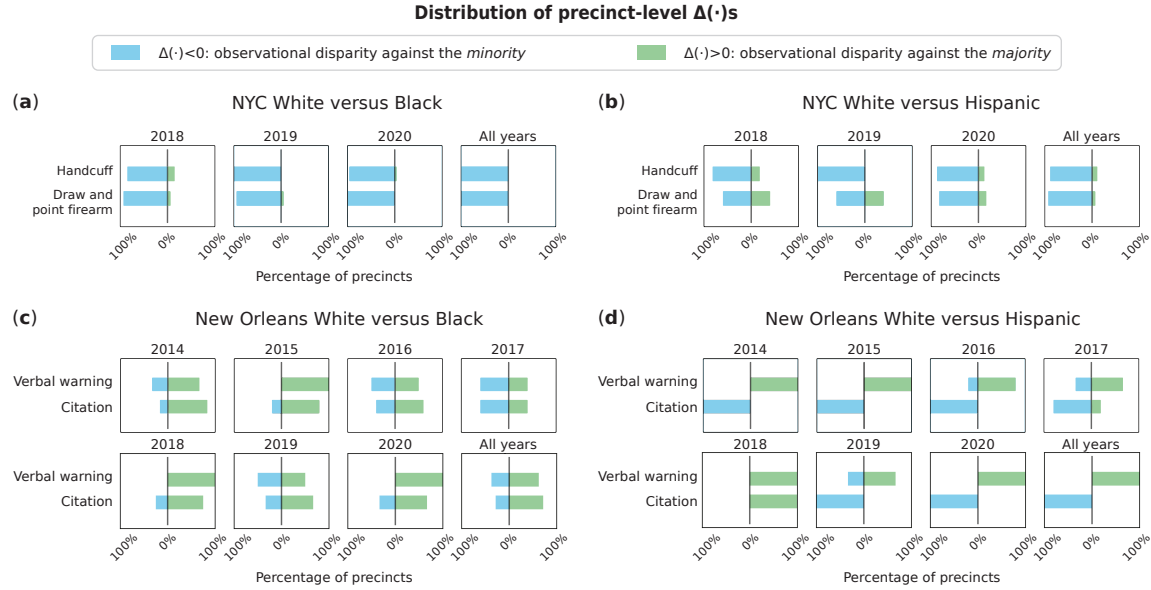 Distribution of precinct-level Δ(·)s
Δ(·)<0: observational disparity against the minority
Δ(·)>0: observational disparity against the majority
(a)
NYC White versus Black
2018
2019
2020
All years
Handcuff
Draw and
point firearm
100%
0%
100%
100%
0%
100%
100%
0%
100%
100%
0%
100%
Percentage of precincts
(b)
NYC White versus Hispanic
2018
2019
2020
All years
Handcuff
Draw and
point firearm
100%
0%
100%
100%
0%
100%
100%
0%
100%
100%
0%
100%
Percentage of precincts
(c)
New Orleans White versus Black
2014
2015
2016
2017
Verbal warning
Citation
2018
2019
2020
All years
Verbal warning
Citation
100%
0%
100%
100%
0%
100%
100%
0%
100%
100%
0%
100%
Percentage of precincts
(d)
New Orleans White versus Hispanic
2014
2015
2016
2017
Verbal warning
Citation
2018
2019
2020
All years
Verbal warning
Citation
100%
0%
100%
100%
0%
100%
100%
0%
100%
100%
0%
100%
Percentage of precincts